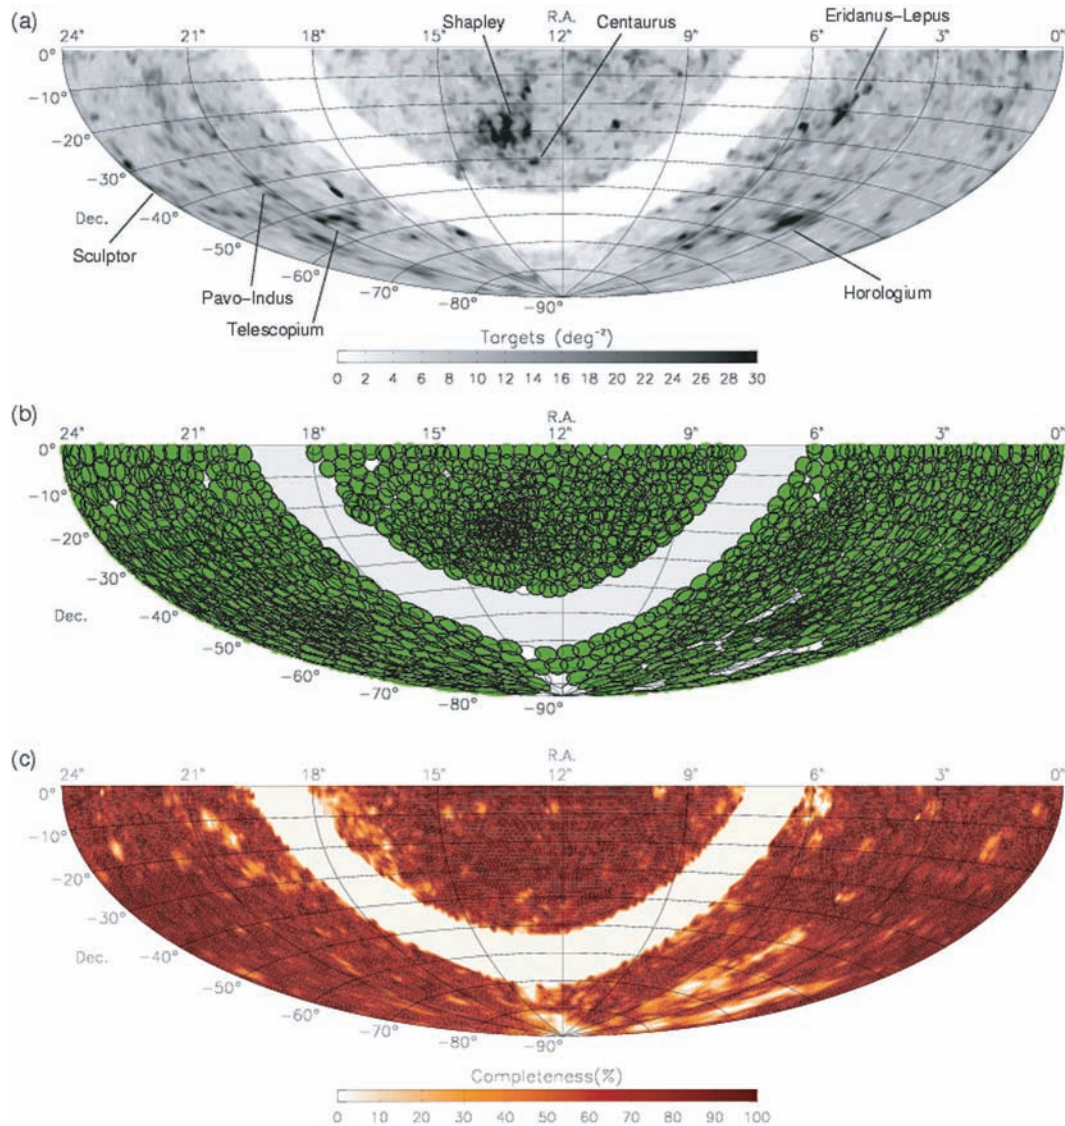 (a)
Shapley
R.A.
Centaurus
Eridanus-Lepus
24ʰ 21ʰ 18ʰ 15ʰ 12ʰ 9ʰ 6ʰ 3ʰ 0ʰ
0°
-10°
-20°
-30°
Dec. -40°
Sculptor
-50°
-60°
Pavo-Indus
-70°
Telescopium
-80°
-90°
Horologium
Targets (deg⁻²)
0 2 4 6 8 10 12 14 16 18 20 22 24 26 28 30
(b)
R.A.
24ʰ 21ʰ 18ʰ 15ʰ 12ʰ 9ʰ 6ʰ 3ʰ 0ʰ
0°
-10°
-20°
-30°
Dec. -40°
-50°
-60°
-70°
-80°
-90°
(c)
R.A.
24ʰ 21ʰ 18ʰ 15ʰ 12ʰ 9ʰ 6ʰ 3ʰ 0ʰ
0°
-10°
-20°
-30°
Dec. -40°
-50°
-60°
-70°
-80°
-90°
Completeness(%)
0 10 20 30 40 50 60 70 80 90 100